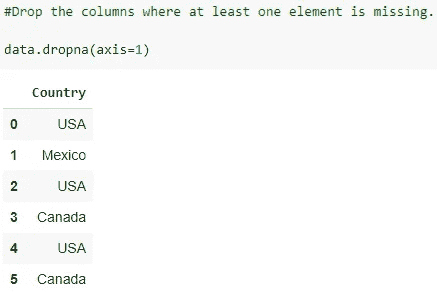 #Drop the columns where at least one element is missing.
data.dropna(axis=1)
Country
0 USA
1 Mexico
2 USA
3 Canada
4 USA
5 Canada